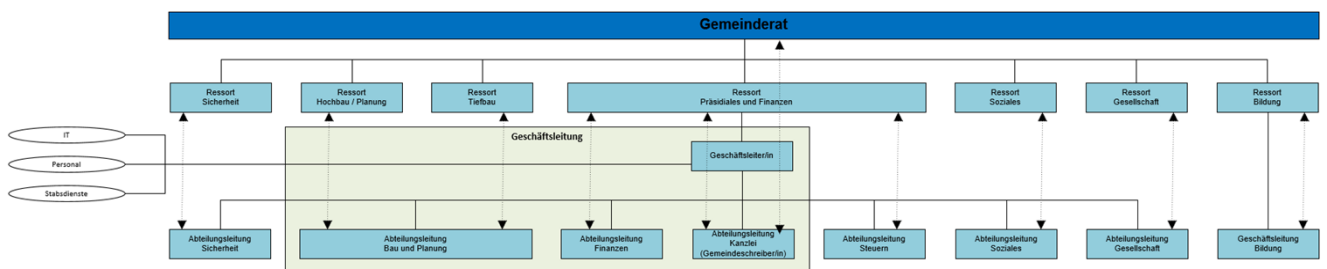 Gemeinderat
Ressort
Sicherheit
Ressort
Hochbau / Planung
Ressort
Tiefbau
Ressort
Präsidiales und Finanzen
Ressort
Soziales
Ressort
Gesellschaft
Ressort
Bildung
IT
Personal
Stabsdienste
Geschäftsleitung
Geschäftsleiter/in
Abteilungsleitung
Sicherheit
Abteilungsleitung
Bau und Planung
Abteilungsleitung
Finanzen
Abteilungsleitung
Kanzlei
(Gemeindeschreiber/in)
Abteilungsleitung
Steuern
Abteilungsleitung
Soziales
Abteilungsleitung
Gesellschaft
Geschäftsleitung
Bildung